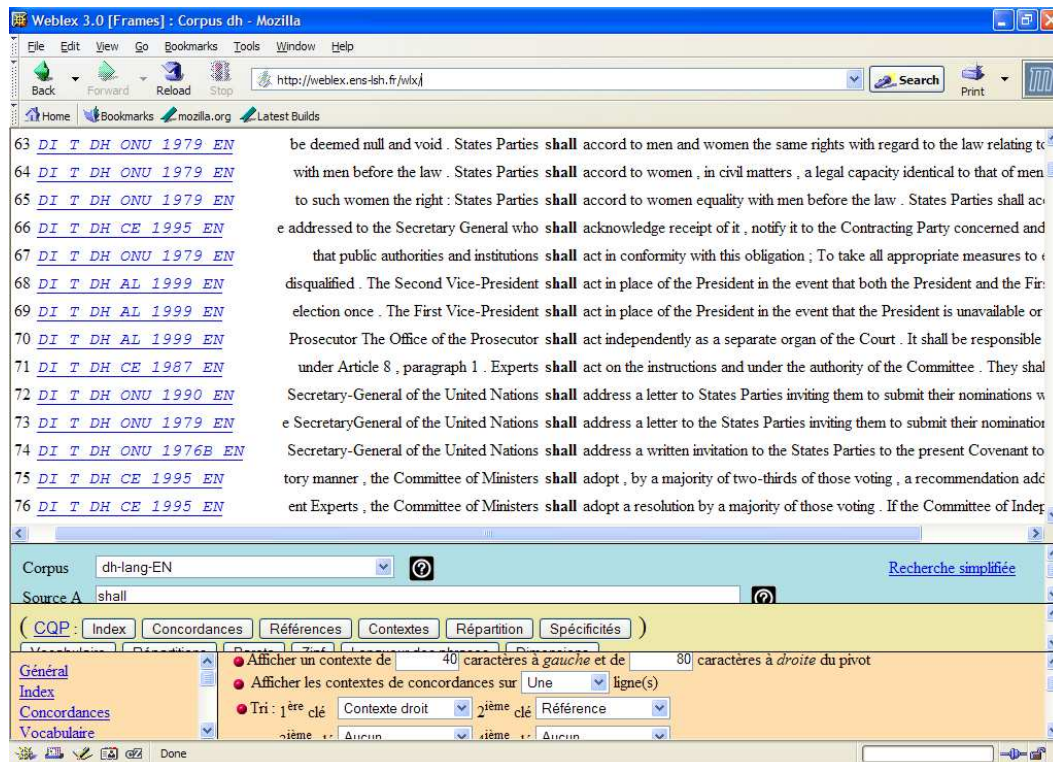 Weblex 3.0 [Frames] : Corpus dh - Mozilla
File Edit View Go Bookmarks Tools Window Help
Back Forward Reload Stop http://weblex.ens-lsh.fr/wlx/ Search Print
Home Bookmarks mozilla.org Latest Builds
63 DI T DH ONU 1979 EN be deemed null and void . States Parties shall accord to men and women the same rights with regard to the law relating to
64 DI T DH ONU 1979 EN with men before the law . States Parties shall accord to women , in civil matters , a legal capacity identical to that of men
65 DI T DH ONU 1979 EN to such women the right : States Parties shall accord to women equality with men before the law . States Parties shall acc
66 DI T DH CE 1995 EN e addressed to the Secretary General who shall acknowledge receipt of it , notify it to the Contracting Party concerned and
67 DI T DH ONU 1979 EN that public authorities and institutions shall act in conformity with this obligation ; To take all appropriate measures to e
68 DI T DH AL 1999 EN disqualified . The Second Vice-President shall act in place of the President in the event that both the President and the Fir
69 DI T DH AL 1999 EN election once . The First Vice-President shall act in place of the President in the event that the President is unavailable or
70 DI T DH AL 1999 EN Prosecutor The Office of the Prosecutor shall act independently as a separate organ of the Court . It shall be responsible
71 DI T DH CE 1987 EN under Article 8 , paragraph 1 . Experts shall act on the instructions and under the authority of the Committee . They shal
72 DI T DH ONU 1990 EN Secretary-General of the United Nations shall address a letter to States Parties inviting them to submit their nominations w
73 DI T DH ONU 1979 EN e SecretaryGeneral of the United Nations shall address a letter to the States Parties inviting them to submit their nomination
74 DI T DH ONU 1976B EN Secretary-General of the United Nations shall address a written invitation to the States Parties to the present Covenant to
75 DI T DH CE 1995 EN tory manner , the Committee of Ministers shall adopt , by a majority of two-thirds of those voting , a recommendation add
76 DI T DH CE 1995 EN ent Experts , the Committee of Ministers shall adopt a resolution by a majority of those voting . If the Committee of Indep
Corpus dh-lang-EN ? Recherche simplifiée
Source A shall ?
( CQP : Index Concordances Références Contextes Répartition Spécificités )
Vocabulaire Répartitions Pareto Zipf Longueur des phrases Dimensions
Général
Index
Concordances
Vocabulaire
Afficher un contexte de 40 caractères à gauche et de 80 caractères à droite du pivot
Afficher les contextes de concordances sur Une ligne(s)
Tri : 1ère clé Contexte droit 2ième clé Référence
Aucun Aucun
Done